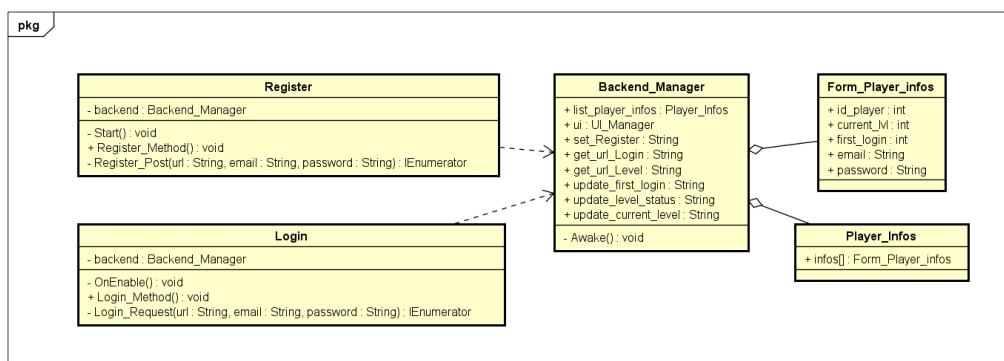 pkg
Register
- backend : Backend_Manager
- Start() : void
+ Register_Method() : void
- Register_Post(url : String, email : String, password : String) : IEnumerator
Login
- backend : Backend_Manager
- OnEnable() : void
+ Login_Method() : void
- Login_Request(url : String, email : String, password : String) : IEnumerator
Backend_Manager
+ list_player_infos : Player_Infos
+ ui : UI_Manager
+ set_Register : String
+ get_url_Login : String
+ get_url_Level : String
+ update_first_login : String
+ update_level_status : String
+ update_current_level : String
- Awake() : void
Form_Player_infos
+ id_player : int
+ current_lvl : int
+ first_login : int
+ email : String
+ password : String
Player_Infos
+ infos[] : Form_Player_infos